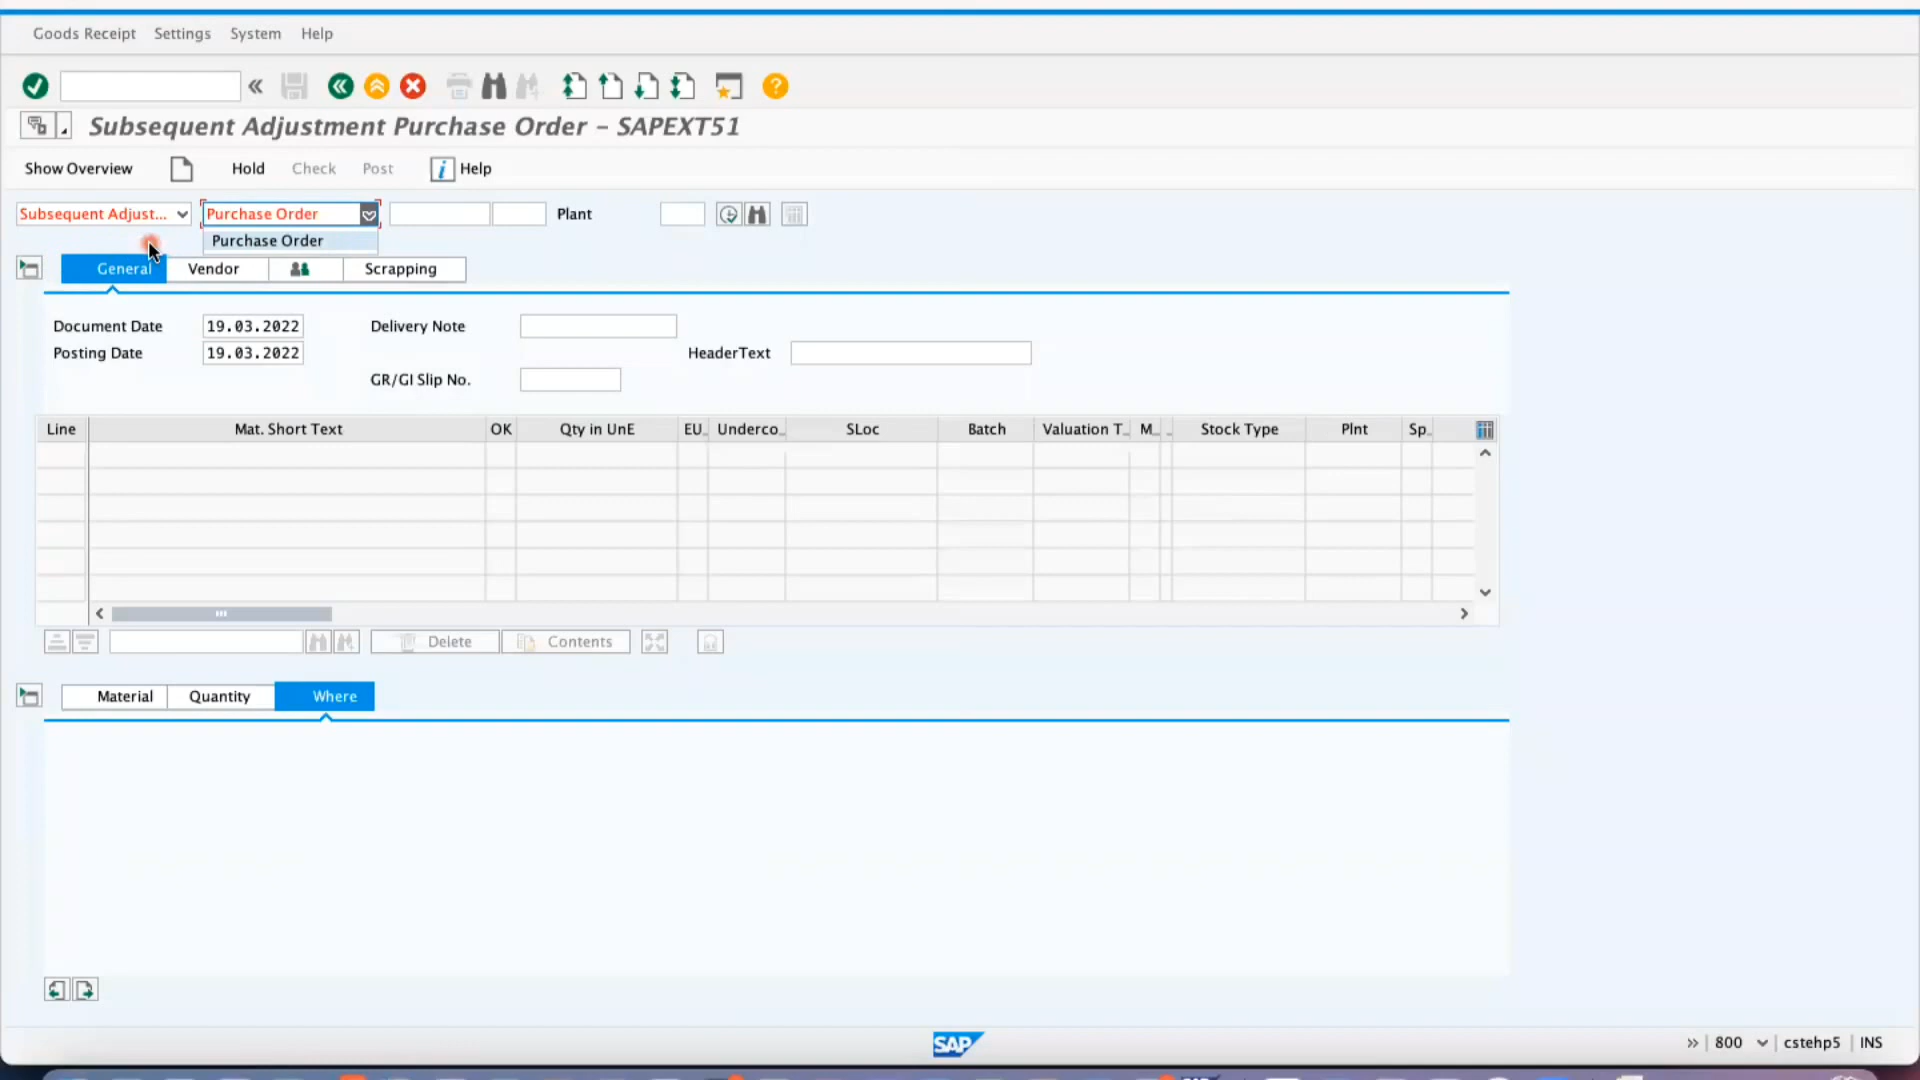 Goods Receipt Settings System Help
Subsequent Adjustment Purchase Order - SAPEXT51
Show Overview Hold Check Post Help
Subsequent Adjust... Purchase Order Plant
Purchase Order
General Vendor Scrapping
Document Date 19.03.2022 Delivery Note
Posting Date 19.03.2022 HeaderText
GR/GI Slip No.
Line Mat. Short Text OK Qty in UnE EU.. Underco.. SLoc Batch Valuation T.. M.. .. Stock Type Plnt Sp..
Delete Contents
Material Quantity Where
SAP 800 cstehp5 INS